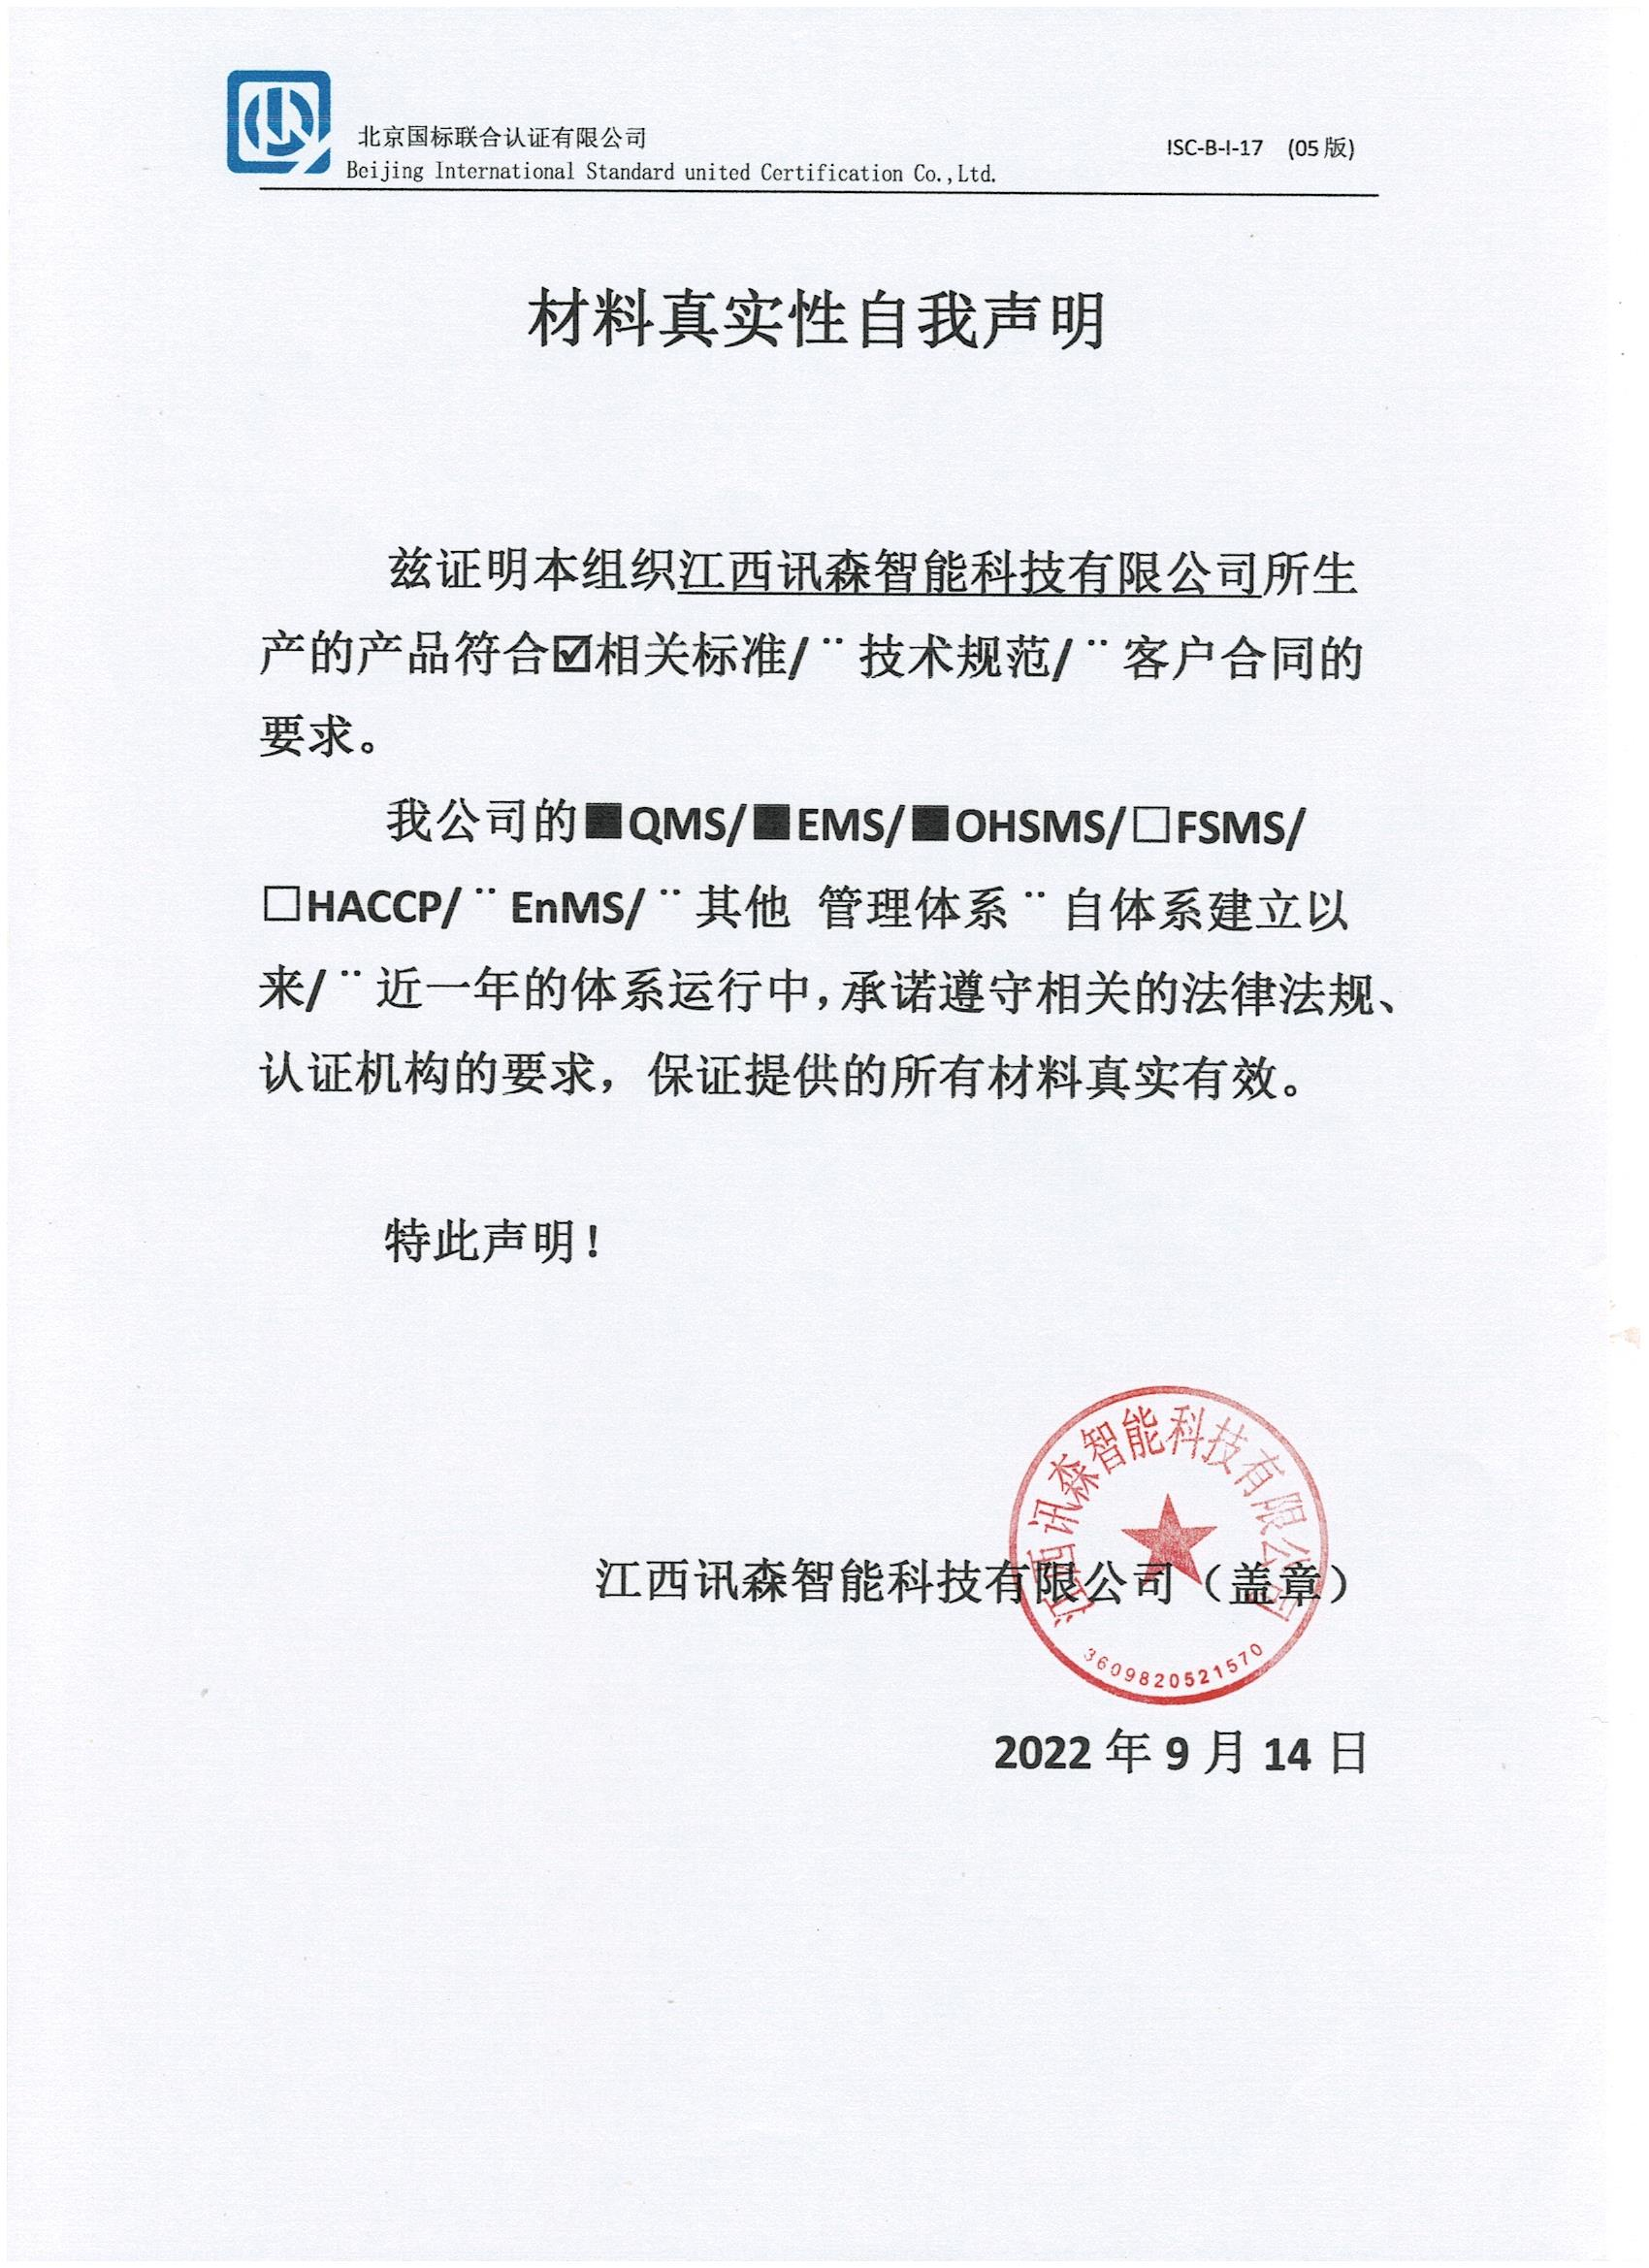 北京国标联合认证有限公司
ISC-B-I-17 (05版)
Beijing International Standard united Certification Co.,Ltd.
材料真实性自我声明
兹证明本组织江西讯森智能科技有限公司所生
产的产品符合☑相关标准/¨技术规范/¨客户合同的
要求。
我公司的■QMS/■EMS/■OHSMS/□FSMS/
□HACCP/¨EnMS/¨其他 管理体系¨自体系建立以
来/¨近一年的体系运行中,承诺遵守相关的法律法规、
认证机构的要求，保证提供的所有材料真实有效。
特此声明！
江西讯森智能科技有限公司
江西讯森智能科技有限公司（盖章）
3609820521570
2022年9月14日